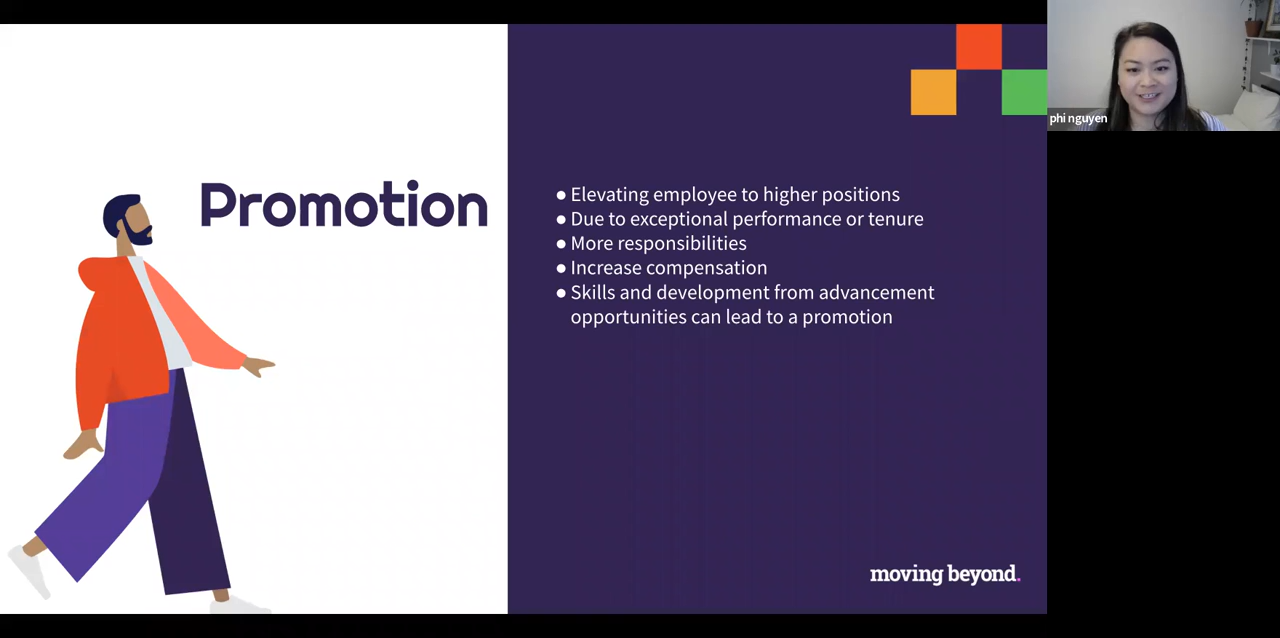 Promotion
● Elevating employee to higher positions
● Due to exceptional performance or tenure
● More responsibilities
● Increase compensation
● Skills and development from advancement
opportunities can lead to a promotion
moving beyond.
phi nguyen